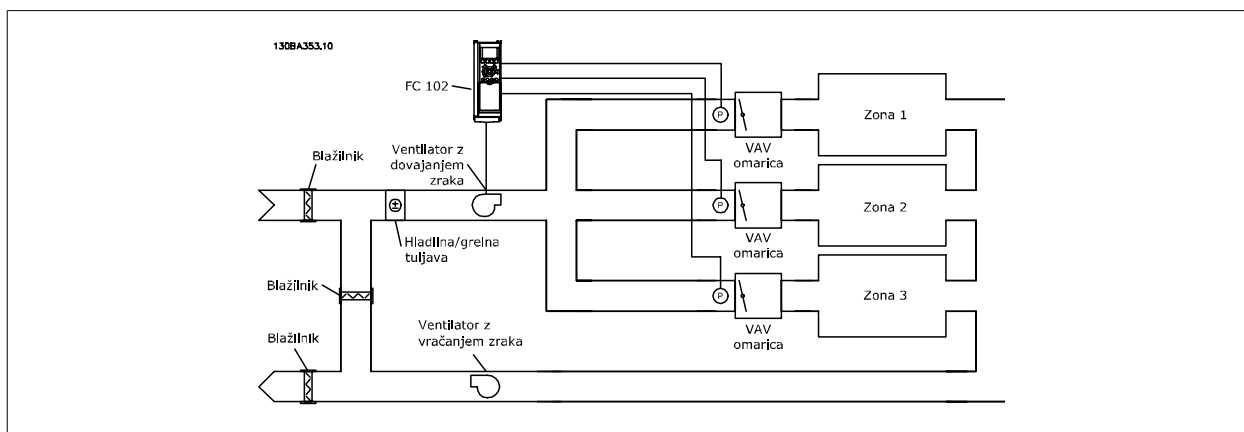 130BA353.10
FC 102
Blažilnik
Ventilator z
dovajanjem
zraka
P
VAV
omarica
Zona 1
Hladilna/grelna
tuljava
P
VAV
omarica
Zona 2
Blažilnik
P
VAV
omarica
Zona 3
Blažilnik
Ventilator z
vračanjem zraka